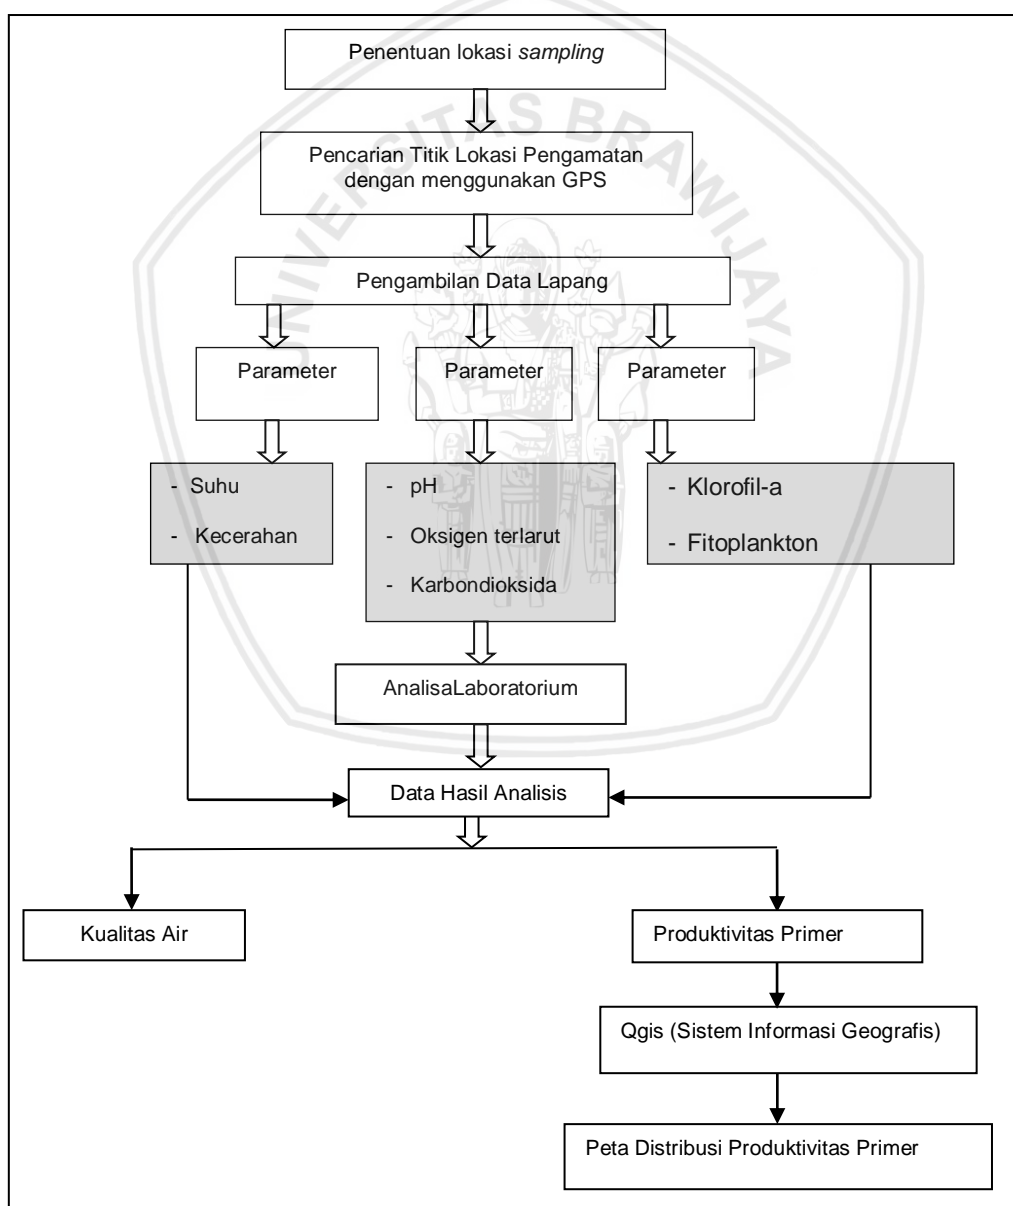 UNIVERSITAS BRAWIJAYA
Penentuan lokasi sampling
Pencarian Titik Lokasi Pengamatan
dengan menggunakan GPS
Pengambilan Data Lapang
Parameter
Parameter
Parameter
- Suhu
- Kecerahan
- pH
- Oksigen terlarut
- Karbondioksida
- Klorofil-a
- Fitoplankton
AnalisaLaboratorium
Data Hasil Analisis
Kualitas Air
Produktivitas Primer
Qgis (Sistem Informasi Geografis)
Peta Distribusi Produktivitas Primer